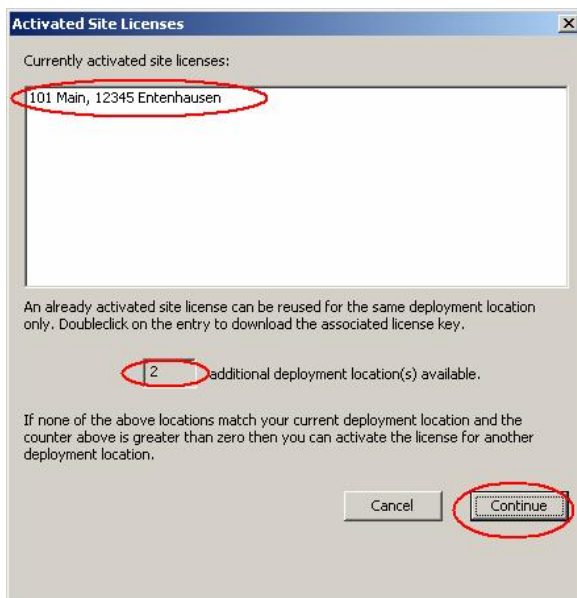 Activated Site Licenses
Currently activated site licenses:
101 Main, 12345 Entenhausen
An already activated site license can be reused for the same deployment location
only. Doubleclick on the entry to download the associated license key.
2 additional deployment location(s) available.
If none of the above locations match your current deployment location and the
counter above is greater than zero then you can activate the license for another
deployment location.
Cancel Continue